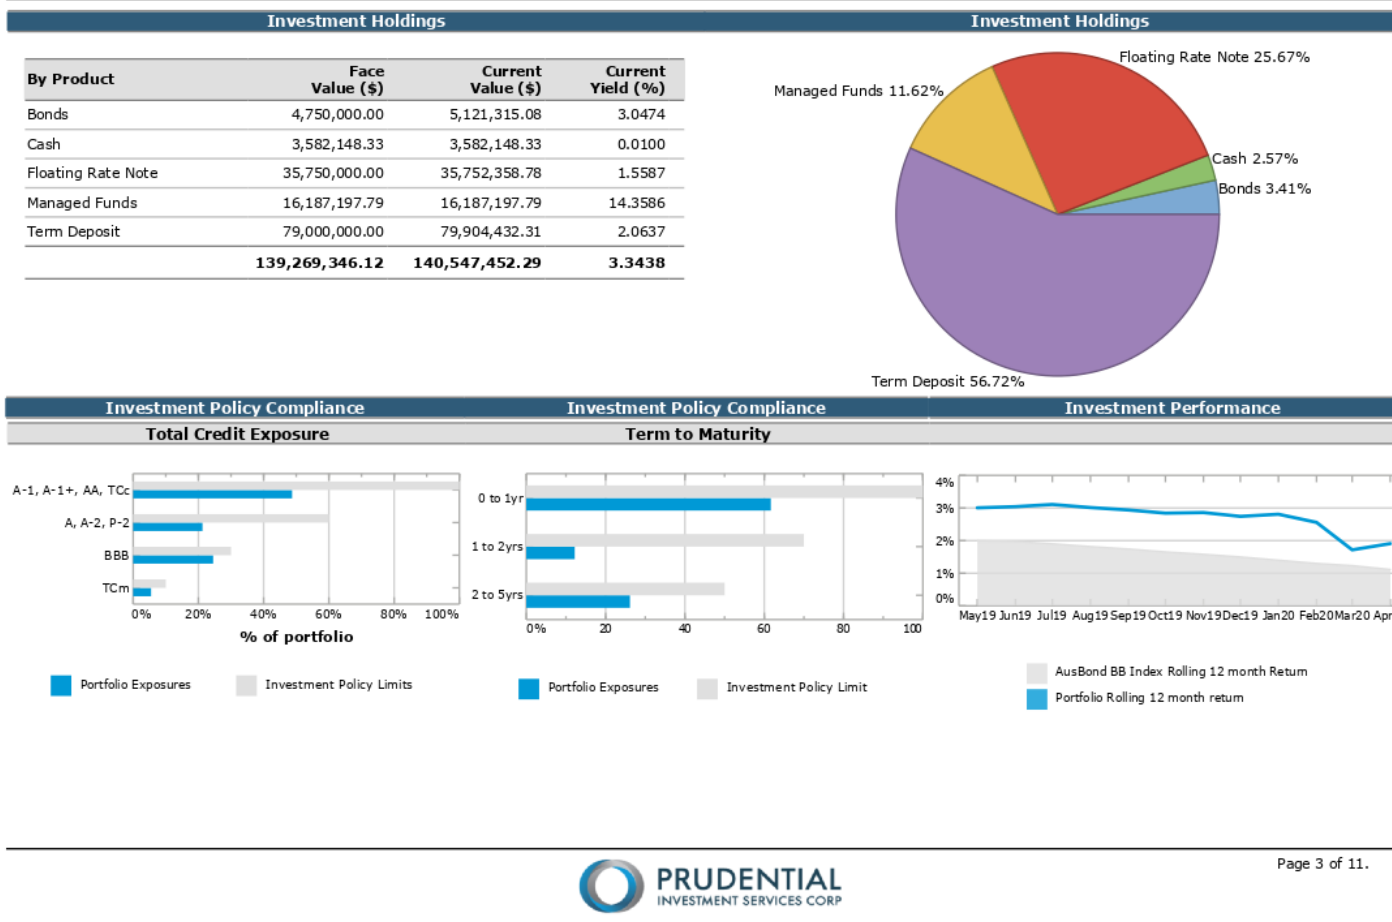 Investment Holdings
By Product Face Value ($) Current Value ($) Current Yield (%)
Bonds 4,750,000.00 5,121,315.08 3.0474
Cash 3,582,148.33 3,582,148.33 0.0100
Floating Rate Note 35,750,000.00 35,752,358.78 1.5587
Managed Funds 16,187,197.79 16,187,197.79 14.3586
Term Deposit 79,000,000.00 79,904,432.31 2.0637
139,269,346.12 140,547,452.29 3.3438
Investment Holdings
Floating Rate Note 25.67%
Managed Funds 11.62%
Cash 2.57%
Bonds 3.41%
Term Deposit 56.72%
Investment Policy Compliance
Total Credit Exposure
A-1, A-1+, AA, TCc
A, A-2, P-2
BBB
TCm
0% 20% 40% 60% 80% 100%
% of portfolio
Portfolio Exposures Investment Policy Limits
Investment Policy Compliance
Term to Maturity
0 to 1yr
1 to 2yrs
2 to 5yrs
0% 20 40 60 80 100
Portfolio Exposures Investment Policy Limit
Investment Performance
4%
3%
2%
1%
0%
May19 Jun19 Jul19 Aug19 Sep19 Oct19 Nov19 Dec19 Jan20 Feb20 Mar20 Apr
AusBond BB Index Rolling 12 month Return
Portfolio Rolling 12 month return
Page 3 of 11.
PRUDENTIAL
INVESTMENT SERVICES CORP